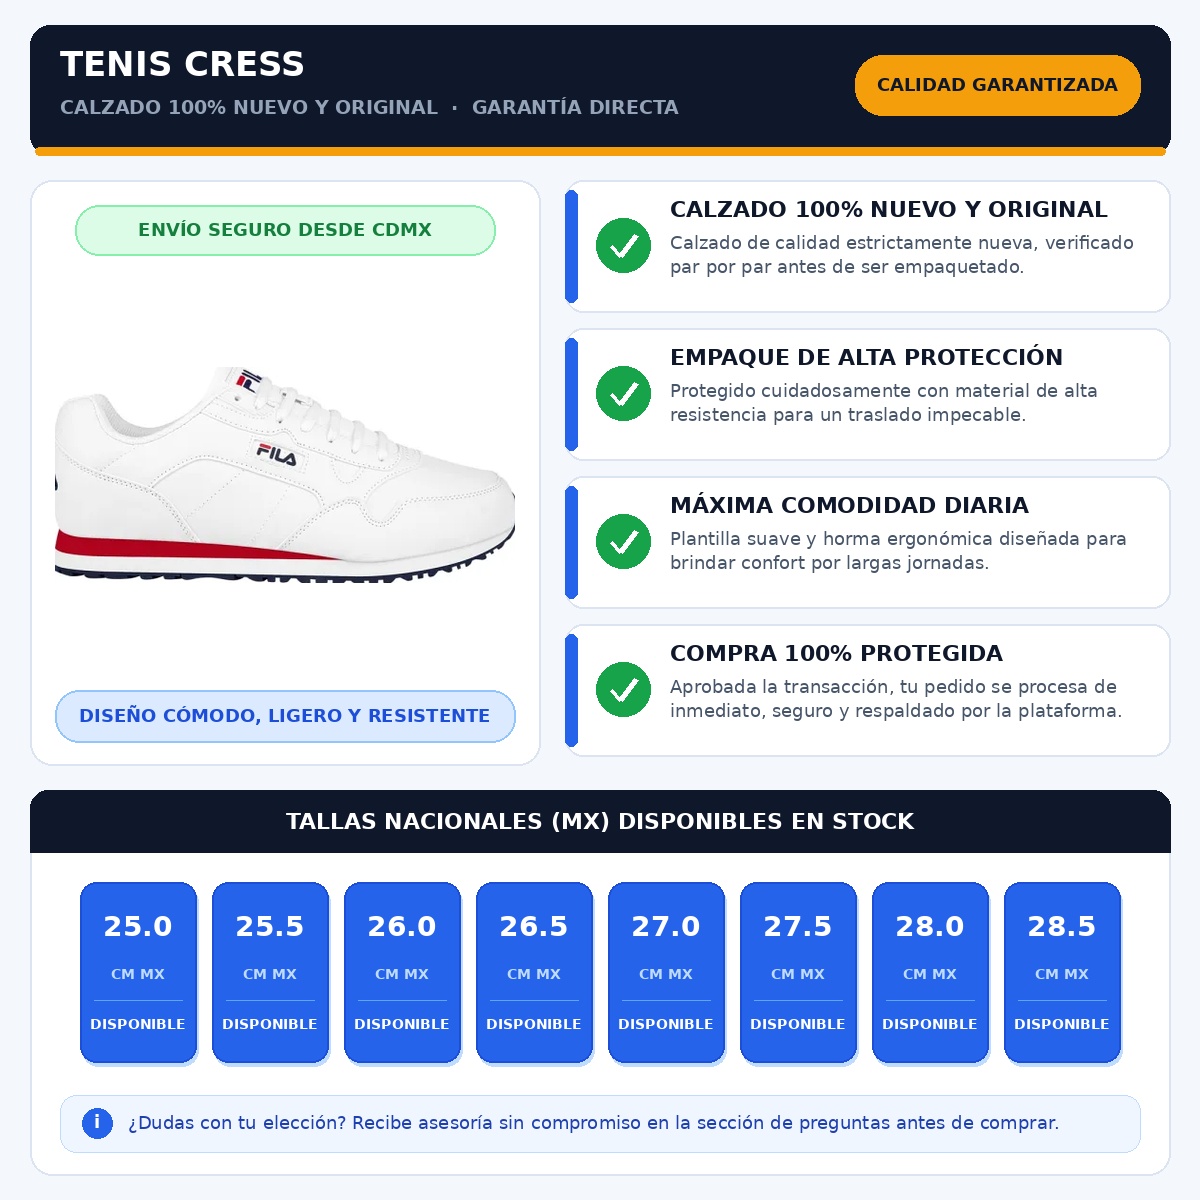 TENIS CRESS
CALZADO 100% NUEVO Y ORIGINAL · GARANTÍA DIRECTA
CALIDAD GARANTIZADA
ENVÍO SEGURO DESDE CDMX
FILA
DISEÑO CÓMODO, LIGERO Y RESISTENTE
CALZADO 100% NUEVO Y ORIGINAL
Calzado de calidad estrictamente nueva, verificado
par por par antes de ser empaquetado.
EMPAQUE DE ALTA PROTECCIÓN
Protegido cuidadosamente con material de alta
resistencia para un traslado impecable.
MÁXIMA COMODIDAD DIARIA
Plantilla suave y horma ergonómica diseñada para
brindar confort por largas jornadas.
COMPRA 100% PROTEGIDA
Aprobada la transacción, tu pedido se procesa de
inmediato, seguro y respaldado por la plataforma.
TALLAS NACIONALES (MX) DISPONIBLES EN STOCK
25.0 25.5 26.0 26.5 27.0 27.5 28.0 28.5
CM MX CM MX CM MX CM MX CM MX CM MX CM MX CM MX
DISPONIBLE DISPONIBLE DISPONIBLE DISPONIBLE DISPONIBLE DISPONIBLE DISPONIBLE DISPONIBLE
i ¿Dudas con tu elección? Recibe asesoría sin compromiso en la sección de preguntas antes de comprar.